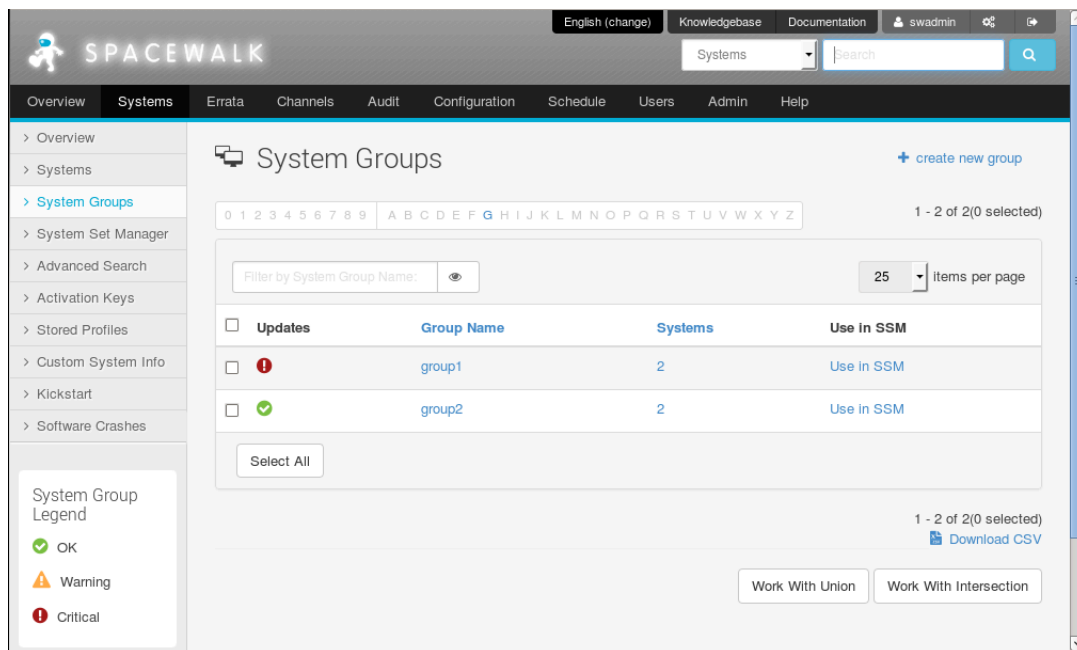 English (change) Knowledgebase Documentation swadmin
SPACEWALK
Systems Search
Overview Systems Errata Channels Audit Configuration Schedule Users Admin Help
> Overview
> Systems
> System Groups
> System Set Manager
> Advanced Search
> Activation Keys
> Stored Profiles
> Custom System Info
> Kickstart
> Software Crashes
System Group
Legend
OK
Warning
Critical
System Groups
+ create new group
0 1 2 3 4 5 6 7 8 9 A B C D E F G H I J K L M N O P Q R S T U V W X Y Z
1 - 2 of 2(0 selected)
Filter by System Group Name:
25 items per page
Updates Group Name Systems Use in SSM
group1 2 Use in SSM
group2 2 Use in SSM
Select All
1 - 2 of 2(0 selected)
Download CSV
Work With Union Work With Intersection